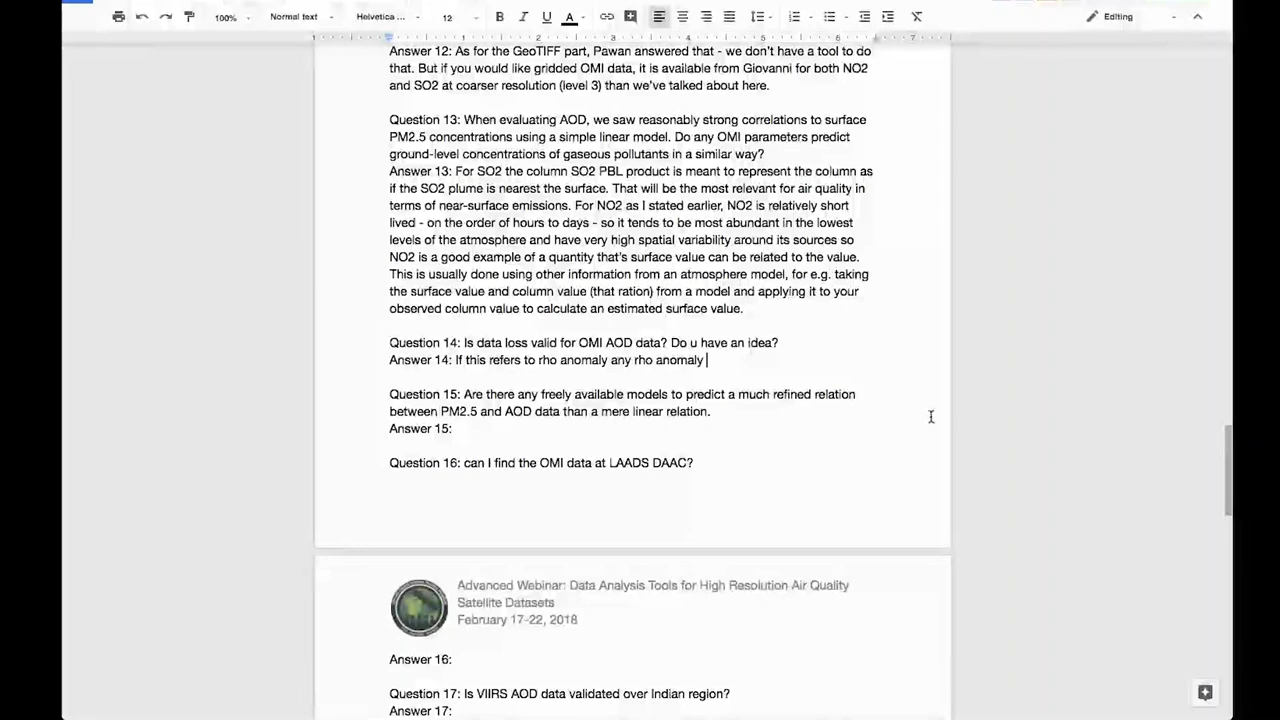 100%
Normal text
Helvetica ...
12
B I U A
Editing
1 1 2 3 4 5 6 7
Answer 12: As for the GeoTIFF part, Pawan answered that - we don't have a tool to do
that. But if you would like gridded OMI data, it is available from Giovanni for both NO2
and SO2 at coarser resolution (level 3) than we've talked about here.
Question 13: When evaluating AOD, we saw reasonably strong correlations to surface
PM2.5 concentrations using a simple linear model. Do any OMI parameters predict
ground-level concentrations of gaseous pollutants in a similar way?
Answer 13: For SO2 the column SO2 PBL product is meant to represent the column as
if the SO2 plume is nearest the surface. That will be the most relevant for air quality in
terms of near-surface emissions. For NO2 as I stated earlier, NO2 is relatively short
lived - on the order of hours to days - so it tends to be most abundant in the lowest
levels of the atmosphere and have very high spatial variability around its sources so
NO2 is a good example of a quantity that's surface value can be related to the value.
This is usually done using other information from an atmosphere model, for e.g. taking
the surface value and column value (that ration) from a model and applying it to your
observed column value to calculate an estimated surface value.
Question 14: Is data loss valid for OMI AOD data? Do u have an idea?
Answer 14: If this refers to rho anomaly any rho anomaly
Question 15: Are there any freely available models to predict a much refined relation
between PM2.5 and AOD data than a mere linear relation.
Answer 15:
Question 16: can I find the OMI data at LAADS DAAC?
Advanced Webinar: Data Analysis Tools for High Resolution Air Quality
Satellite Datasets
February 17-22, 2018
Answer 16:
Question 17: Is VIIRS AOD data validated over Indian region?
Answer 17: